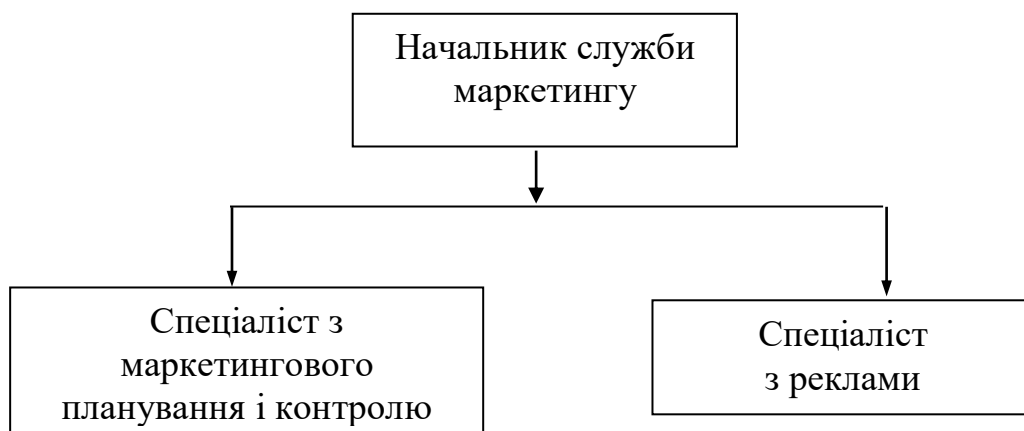 Начальник служби
маркетингу
Спеціаліст з
маркетингового
планування і контролю
Спеціаліст
з реклами